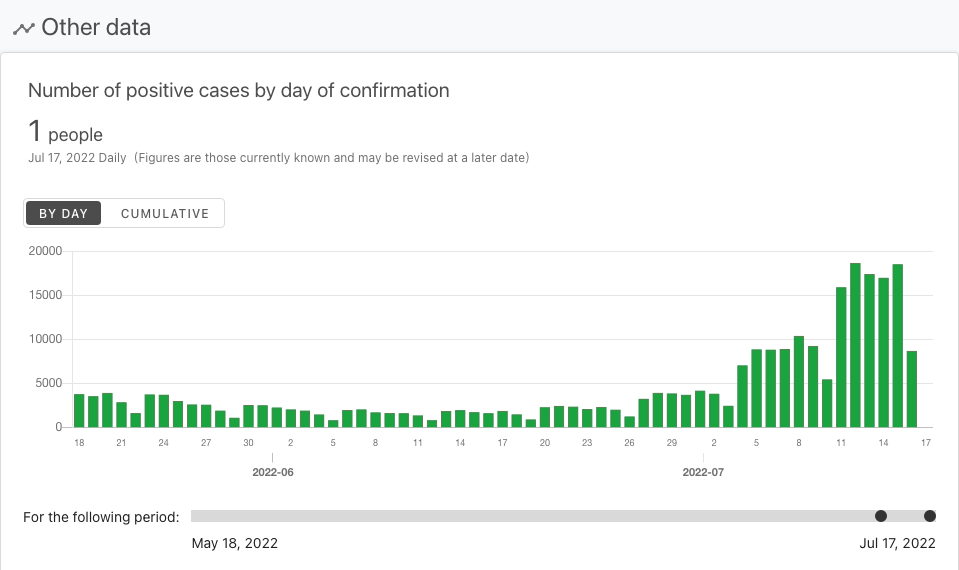 Other data
Number of positive cases by day of confirmation
1 people
Jul 17, 2022 Daily (Figures are those currently known and may be revised at a later date)
BY DAY CUMULATIVE
20000
15000
10000
5000
0
18 21 24 27 30 2 5 8 11 14 17 20 23 26 29 2 5 8 11 14 17
2022-06 2022-07
For the following period:
May 18, 2022 Jul 17, 2022